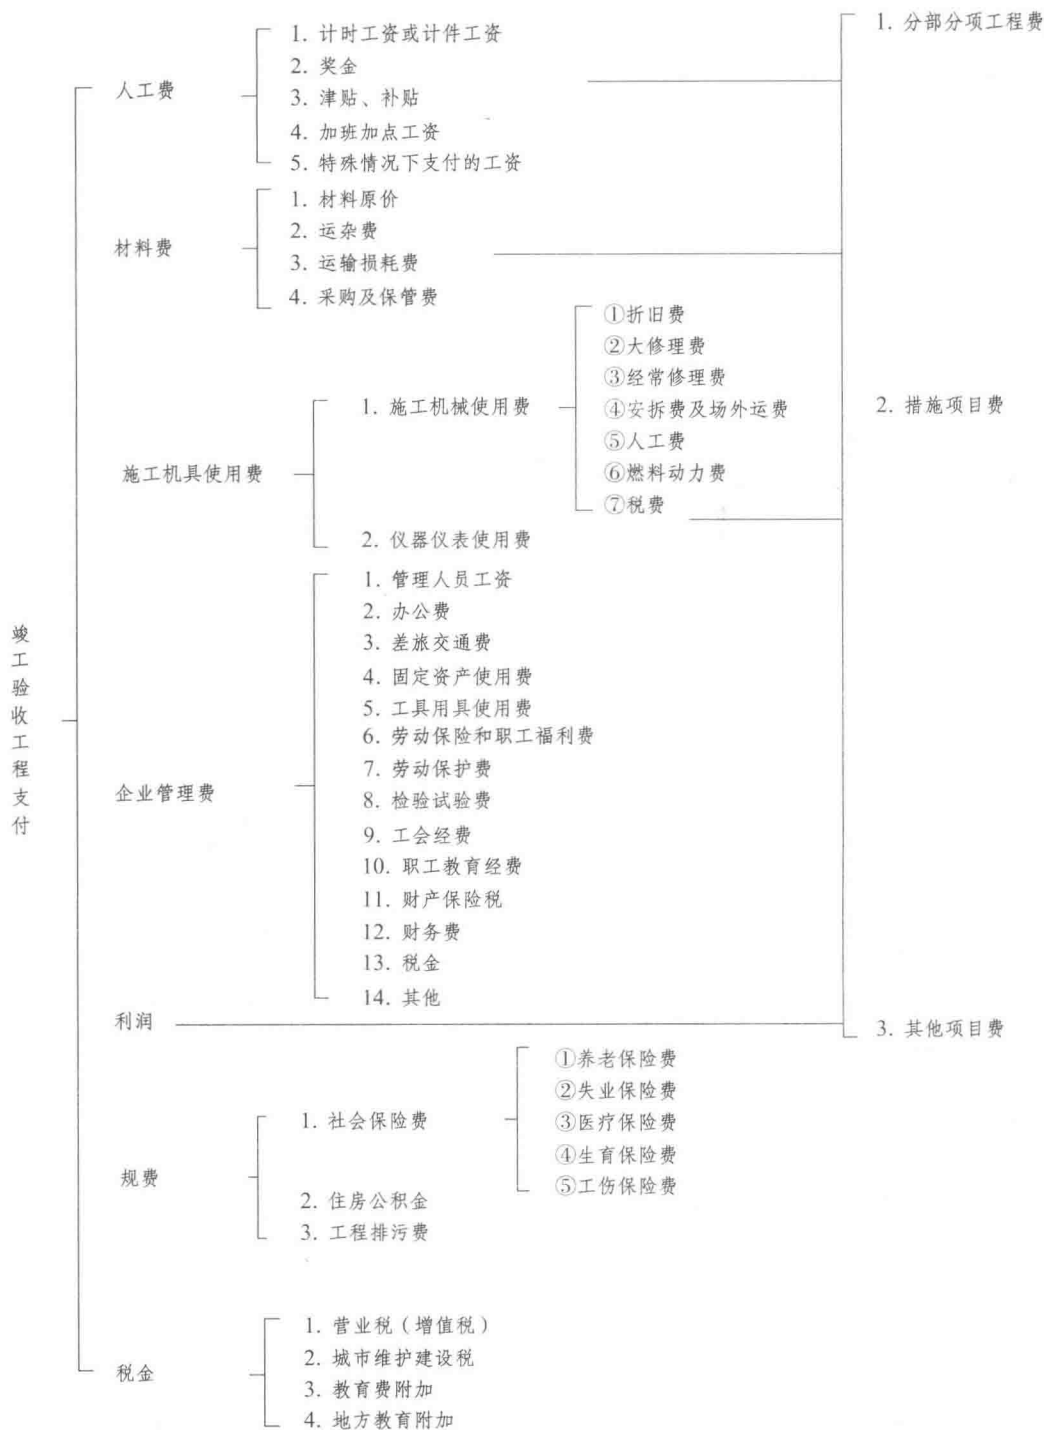 竣工验收工程支付
人工费
1. 计时工资或计件工资
2. 奖金
3. 津贴、补贴
4. 加班加点工资
5. 特殊情况下支付的工资
材料费
1. 材料原价
2. 运杂费
3. 运输损耗费
4. 采购及保管费
施工机具使用费
1. 施工机械使用费
①折旧费
②大修理费
③经常修理费
④安拆费及场外运费
⑤人工费
⑥燃料动力费
⑦税费
2. 仪器仪表使用费
企业管理费
1. 管理人员工资
2. 办公费
3. 差旅交通费
4. 固定资产使用费
5. 工具用具使用费
6. 劳动保险和职工福利费
7. 劳动保护费
8. 检验试验费
9. 工会经费
10. 职工教育经费
11. 财产保险税
12. 财务费
13. 税金
14. 其他
利润
规费
1. 社会保险费
①养老保险费
②失业保险费
③医疗保险费
④生育保险费
⑤工伤保险费
2. 住房公积金
3. 工程排污费
税金
1. 营业税（增值税）
2. 城市维护建设税
3. 教育费附加
4. 地方教育附加
1. 分部分项工程费
2. 措施项目费
3. 其他项目费